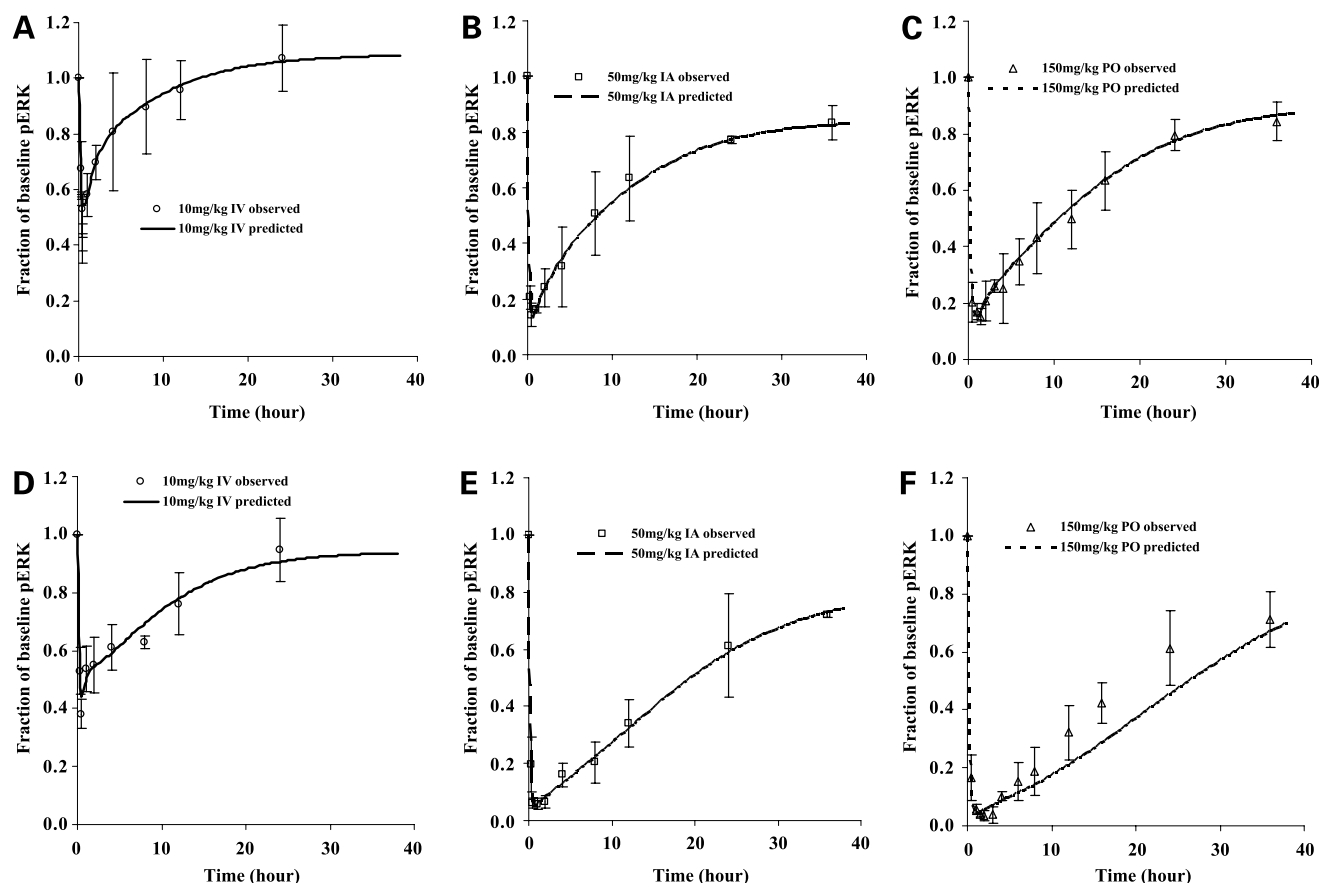 A
Fraction of baseline pERK
1.2
1.0
0.8
0.6
0.4
0.2
0.0
10mg/kg IV observed
10mg/kg IV predicted
0 10 20 30 40
Time (hour)
B
Fraction of baseline pERK
1.2
1.0
0.8
0.6
0.4
0.2
0.0
50mg/kg IA observed
50mg/kg IA predicted
0 10 20 30 40
Time (hour)
C
Fraction of baseline pERK
1.2
1.0
0.8
0.6
0.4
0.2
0.0
150mg/kg PO observed
150mg/kg PO predicted
0 10 20 30 40
Time (hour)
D
Fraction of baseline pERK
1.2
1.0
0.8
0.6
0.4
0.2
0.0
10mg/kg IV observed
10mg/kg IV predicted
0 10 20 30 40
Time (hour)
E
Fraction of baseline pERK
1.2
1.0
0.8
0.6
0.4
0.2
0.0
50mg/kg IA observed
50mg/kg IA predicted
0 10 20 30 40
Time (hour)
F
Fraction of baseline pERK
1.2
1.0
0.8
0.6
0.4
0.2
0.0
150mg/kg PO observed
150mg/kg PO predicted
0 10 20 30 40
Time (hour)